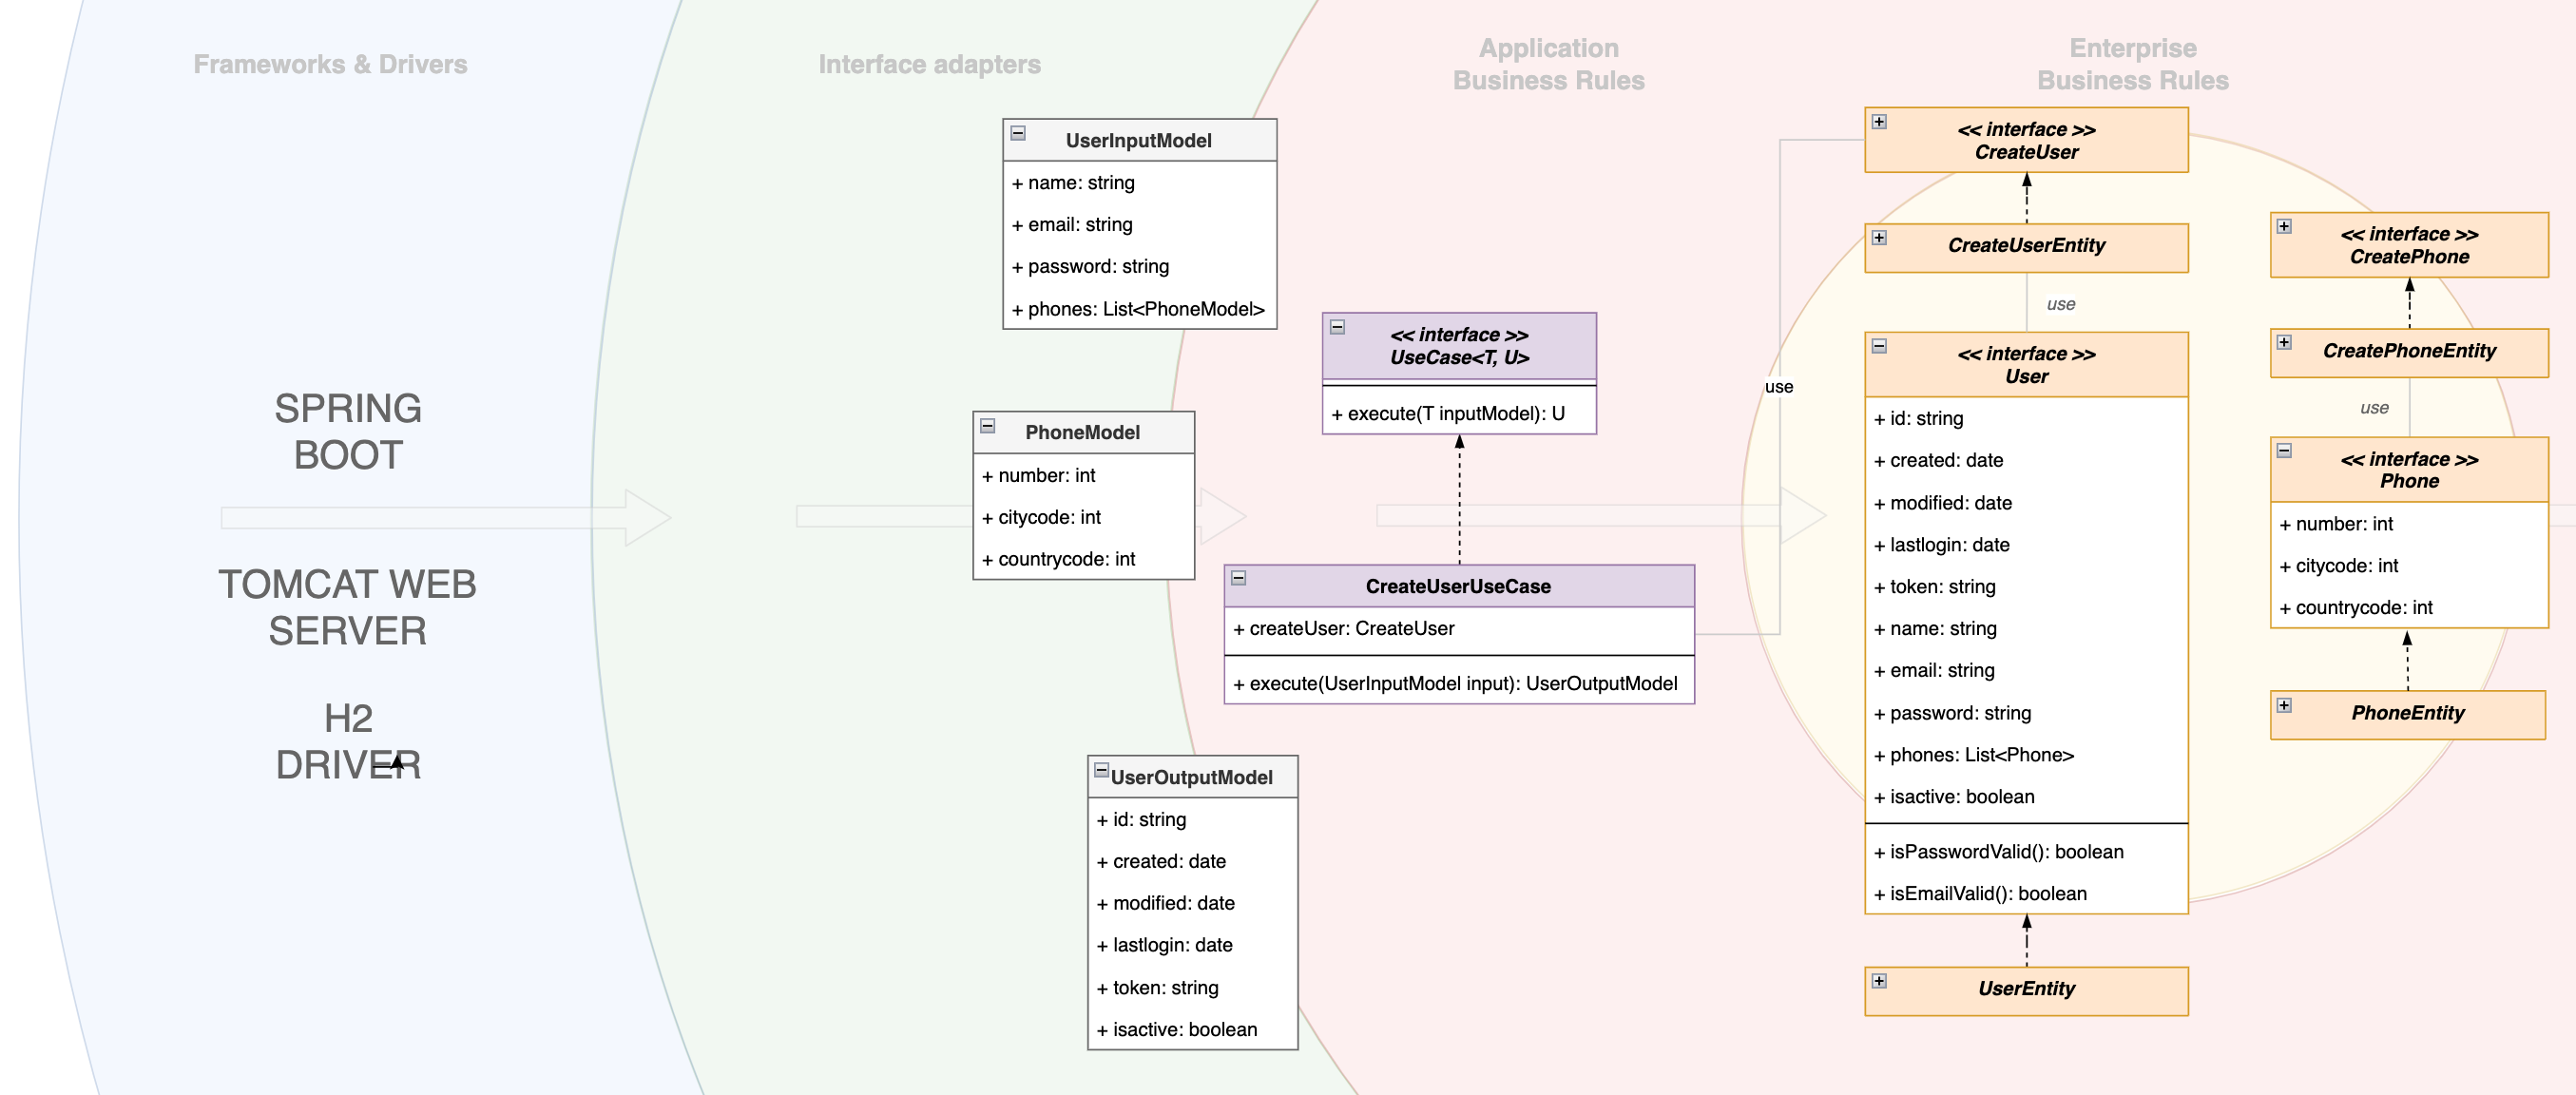 Frameworks & Drivers
SPRING
BOOT
TOMCAT WEB
SERVER
H2
DRIVER
Interface adapters
UserInputModel
+ name: string
+ email: string
+ password: string
+ phones: List<PhoneModel>
PhoneModel
+ number: int
+ citycode: int
+ countrycode: int
UserOutputModel
+ id: string
+ created: date
+ modified: date
+ lastlogin: date
+ token: string
+ isactive: boolean
Application
Business Rules
<< interface >>
UseCase<T, U>
+ execute(T inputModel): U
CreateUserUseCase
+ createUser: CreateUser
+ execute(UserInputModel input): UserOutputModel
use
Enterprise
Business Rules
<< interface >>
CreateUser
CreateUserEntity
use
<< interface >>
User
+ id: string
+ created: date
+ modified: date
+ lastlogin: date
+ token: string
+ name: string
+ email: string
+ password: string
+ phones: List<Phone>
+ isactive: boolean
+ isPasswordValid(): boolean
+ isEmailValid(): boolean
UserEntity
<< interface >>
CreatePhone
CreatePhoneEntity
use
<< interface >>
Phone
+ number: int
+ citycode: int
+ countrycode: int
PhoneEntity